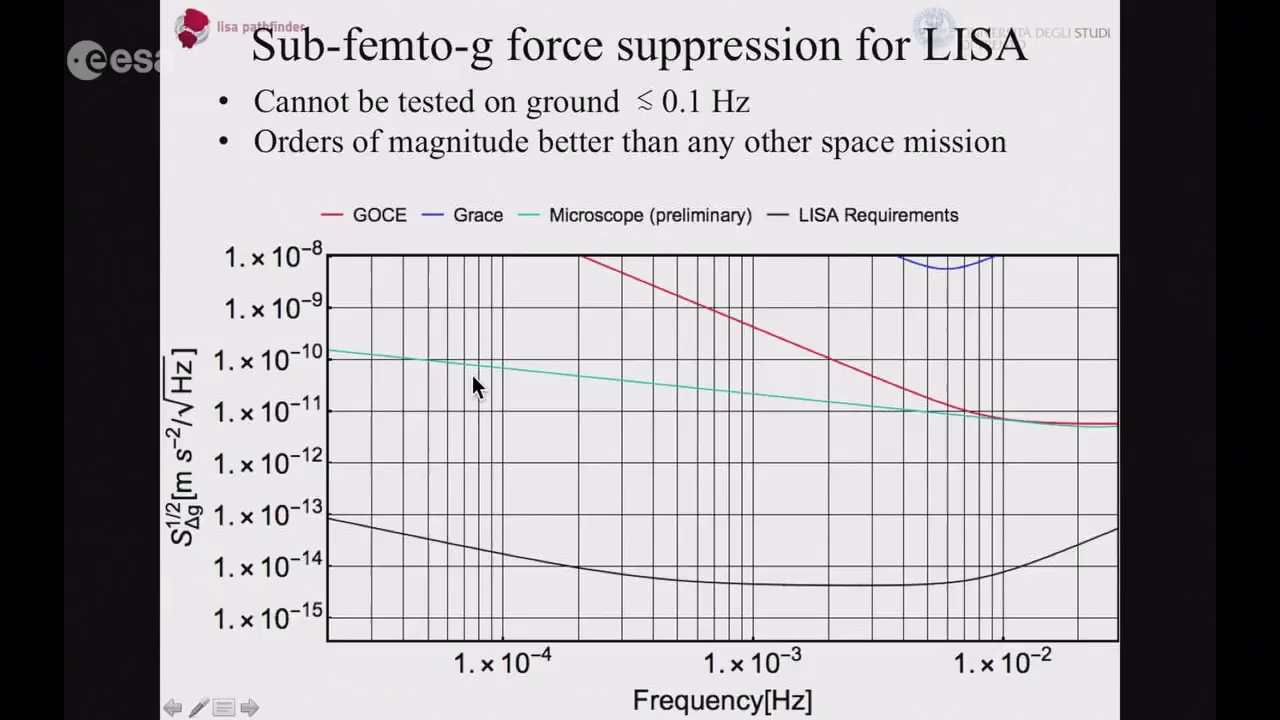 lisa pathfinder
esa
DEGLI STUDI
Sub-femto-g force suppression for LISA
• Cannot be tested on ground ≲ 0.1 Hz
• Orders of magnitude better than any other space mission
GOCE Grace Microscope (preliminary) LISA Requirements
1.×10⁻⁸
1.×10⁻⁹
1.×10⁻¹⁰
1.×10⁻¹¹
1.×10⁻¹²
1.×10⁻¹³
1.×10⁻¹⁴
1.×10⁻¹⁵
S_Δg^1/2[m s⁻²/√Hz]
1.×10⁻⁴ 1.×10⁻³ 1.×10⁻²
Frequency[Hz]